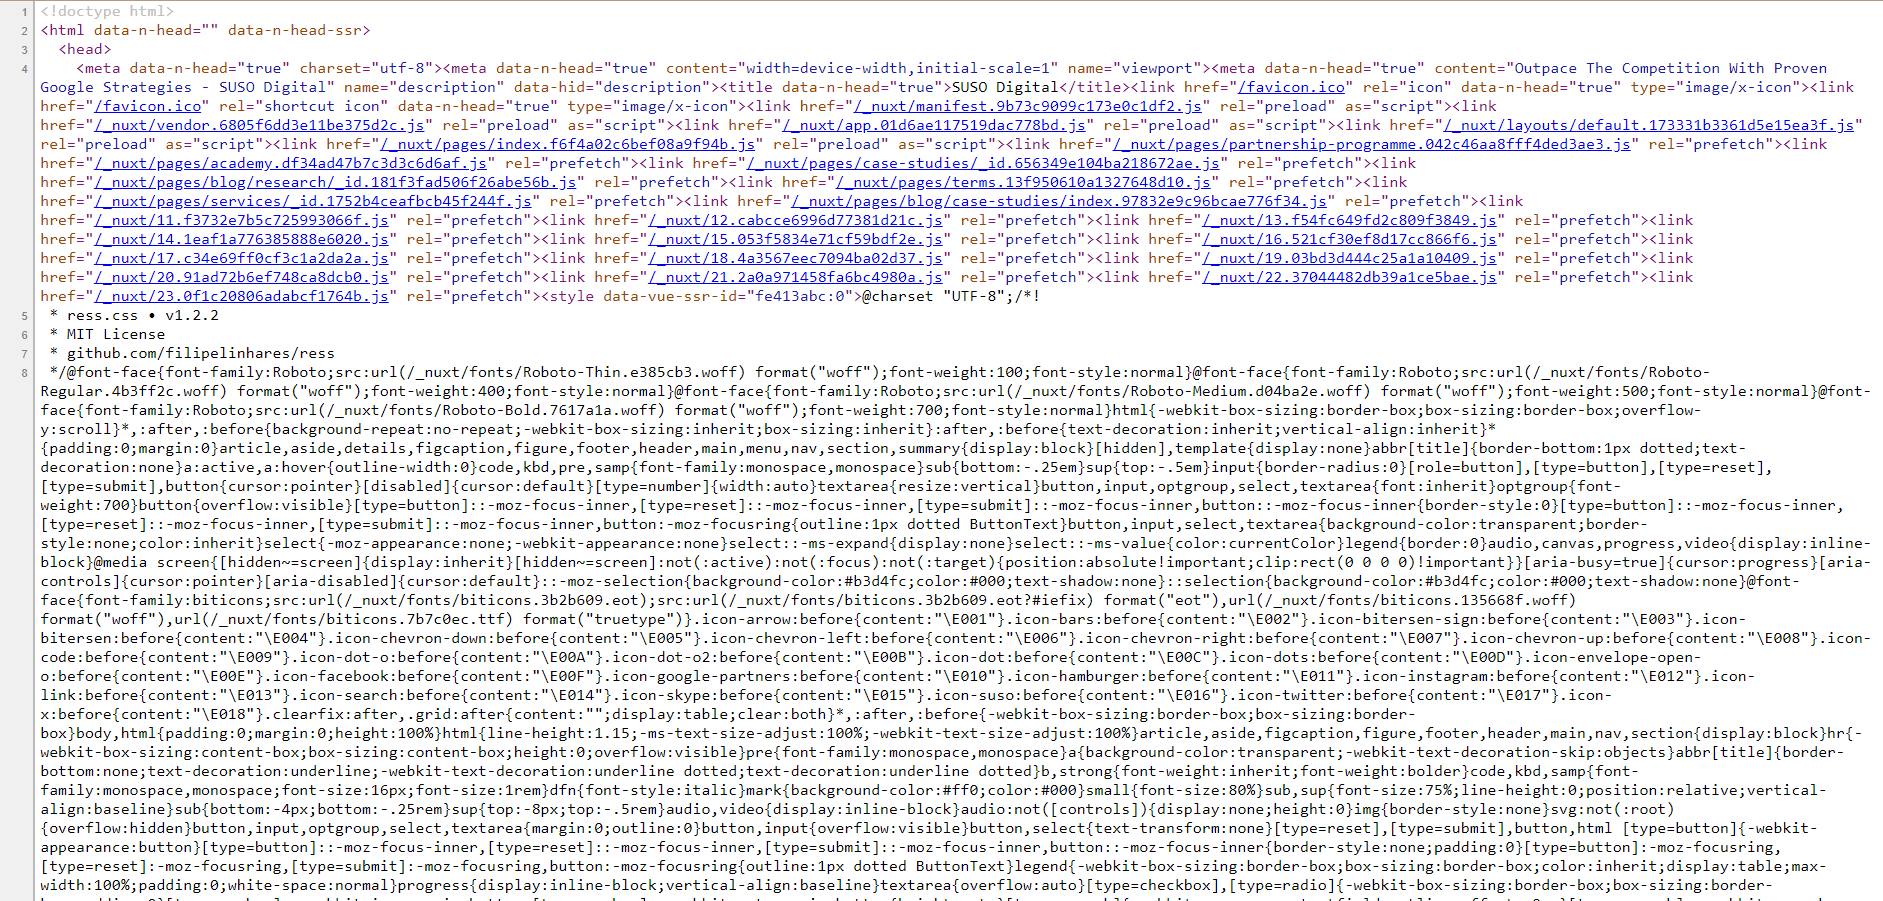 1 <!doctype html>
2 <html data-n-head="" data-n-head-ssr>
3 <head>
4 <meta data-n-head="true" charset="utf-8"><meta data-n-head="true" content="width=device-width,initial-scale=1" name="viewport"><meta data-n-head="true" content="Outpace The Competition With Proven
Google Strategies - SUSO Digital" name="description" data-hid="description"><title data-n-head="true">SUSO Digital</title><link href="/favicon.ico" rel="icon" data-n-head="true" type="image/x-icon"><link
href="/favicon.ico" rel="shortcut icon" data-n-head="true" type="image/x-icon"><link href="/_nuxt/manifest.9b73c9099c173e0c1df2.js" rel="preload" as="script"><link
href="/_nuxt/vendor.6805f6dd3e11be375d2c.js" rel="preload" as="script"><link href="/_nuxt/app.01d6ae117519dac778bd.js" rel="preload" as="script"><link href="/_nuxt/layouts/default.173331b3361d5e15ea3f.js"
rel="preload" as="script"><link href="/_nuxt/pages/index.f6f4a02c6bef08a9f94b.js" rel="preload" as="script"><link href="/_nuxt/pages/partnership-programme.042c46aa8fff4ded3ae3.js" rel="prefetch"><link
href="/_nuxt/pages/academy.df34ad47b7c3d3c6d6af.js" rel="prefetch"><link href="/_nuxt/pages/case-studies/_id.656349e104ba218672ae.js" rel="prefetch"><link
href="/_nuxt/pages/blog/research/_id.181f3fad506f26abe56b.js" rel="prefetch"><link href="/_nuxt/pages/terms.13f950610a1327648d10.js" rel="prefetch"><link
href="/_nuxt/pages/services/_id.1752b4ceafbcb45f244f.js" rel="prefetch"><link href="/_nuxt/pages/blog/case-studies/index.97832e9c96bcae776f34.js" rel="prefetch"><link
href="/_nuxt/11.f3732e7b5c725993066f.js" rel="prefetch"><link href="/_nuxt/12.cabcce6996d77381d21c.js" rel="prefetch"><link href="/_nuxt/13.f54fc649fd2c809f3849.js" rel="prefetch"><link
href="/_nuxt/14.1eaf1a776385888e6020.js" rel="prefetch"><link href="/_nuxt/15.053f5834e71cf59bdf2e.js" rel="prefetch"><link href="/_nuxt/16.521cf30ef8d17cc866f6.js" rel="prefetch"><link
href="/_nuxt/17.c34e69ff0cf3c1a2da2a.js" rel="prefetch"><link href="/_nuxt/18.4a3567eec7094ba02d37.js" rel="prefetch"><link href="/_nuxt/19.03bd3d444c25a1a10409.js" rel="prefetch"><link
href="/_nuxt/20.91ad72b6ef748ca8dcb0.js" rel="prefetch"><link href="/_nuxt/21.2a0a971458fa6bc4980a.js" rel="prefetch"><link href="/_nuxt/22.37044482db39a1ce5bae.js" rel="prefetch"><link
href="/_nuxt/23.0f1c20806adabcf1764b.js" rel="prefetch"><style data-vue-ssr-id="fe413abc:0">@charset "UTF-8";/*!
5 * ress.css • v1.2.2
6 * MIT License
7 * github.com/filipelinhares/ress
8 */@font-face{font-family:Roboto;src:url(/_nuxt/fonts/Roboto-Thin.e385cb3.woff) format("woff");font-weight:100;font-style:normal}@font-face{font-family:Roboto;src:url(/_nuxt/fonts/Roboto-
Regular.4b3ff2c.woff) format("woff");font-weight:400;font-style:normal}@font-face{font-family:Roboto;src:url(/_nuxt/fonts/Roboto-Medium.d04ba2e.woff) format("woff");font-weight:500;font-style:normal}@font-
face{font-family:Roboto;src:url(/_nuxt/fonts/Roboto-Bold.7617a1a.woff) format("woff");font-weight:700;font-style:normal}html{-webkit-box-sizing:border-box;box-sizing:border-box;overflow-
y:scroll}*,:after,:before{background-repeat:no-repeat;-webkit-box-sizing:inherit;box-sizing:inherit}:after,:before{text-decoration:inherit;vertical-align:inherit}*
{padding:0;margin:0}article,aside,details,figcaption,figure,footer,header,main,menu,nav,section,summary{display:block}[hidden],template{display:none}abbr[title]{border-bottom:1px dotted;text-
decoration:none}a:active,a:hover{outline-width:0}code,kbd,pre,samp{font-family:monospace,monospace}sub{bottom:-.25em}sup{top:-.5em}input{border-radius:0}[role=button],[type=button],[type=reset],
[type=submit],button{cursor:pointer}[disabled]{cursor:default}[type=number]{width:auto}textarea{resize:vertical}button,input,optgroup,select,textarea{font:inherit}optgroup{font-
weight:700}button{overflow:visible}[type=button]::-moz-focus-inner,[type=reset]::-moz-focus-inner,[type=submit]::-moz-focus-inner,button::-moz-focus-inner{border-style:0}[type=button]::-moz-focus-inner,
[type=reset]::-moz-focus-inner,[type=submit]::-moz-focus-inner,button:-moz-focusring{outline:1px dotted ButtonText}button,input,select,textarea{background-color:transparent;border-
style:none;color:inherit}select{-moz-appearance:none;-webkit-appearance:none}select::-ms-expand{display:none}select::-ms-value{color:currentColor}legend{border:0}audio,canvas,progress,video{display:inline-
block}@media screen{[hidden~=screen]{display:inherit}[hidden~=screen]:not(:active):not(:focus):not(:target){position:absolute!important;clip:rect(0 0 0 0)!important}}[aria-busy=true]{cursor:progress}[aria-
controls]{cursor:pointer}[aria-disabled]{cursor:default}::-moz-selection{background-color:#b3d4fc;color:#000;text-shadow:none}::selection{background-color:#b3d4fc;color:#000;text-shadow:none}@font-
face{font-family:biticons;src:url(/_nuxt/fonts/biticons.3b2b609.eot);src:url(/_nuxt/fonts/biticons.3b2b609.eot?#iefix) format("eot"),url(/_nuxt/fonts/biticons.135668f.woff)
format("woff"),url(/_nuxt/fonts/biticons.7b7c0ec.ttf) format("truetype")}.icon-arrow:before{content:"\E001"}.icon-bars:before{content:"\E002"}.icon-bitersen-sign:before{content:"\E003"}.icon-
bitersen:before{content:"\E004"}.icon-chevron-down:before{content:"\E005"}.icon-chevron-left:before{content:"\E006"}.icon-chevron-right:before{content:"\E007"}.icon-chevron-up:before{content:"\E008"}.icon-
code:before{content:"\E009"}.icon-dot-o:before{content:"\E00A"}.icon-dot-o2:before{content:"\E00B"}.icon-dot:before{content:"\E00C"}.icon-dots:before{content:"\E00D"}.icon-envelope-open-
o:before{content:"\E00E"}.icon-facebook:before{content:"\E00F"}.icon-google-partners:before{content:"\E010"}.icon-hamburger:before{content:"\E011"}.icon-instagram:before{content:"\E012"}.icon-
link:before{content:"\E013"}.icon-search:before{content:"\E014"}.icon-skype:before{content:"\E015"}.icon-suso:before{content:"\E016"}.icon-twitter:before{content:"\E017"}.icon-
x:before{content:"\E018"}.clearfix:after,.grid:after{content:"";display:table;clear:both}*,:after,:before{-webkit-box-sizing:border-box;box-sizing:border-
box}body,html{padding:0;margin:0;height:100%}html{line-height:1.15;-ms-text-size-adjust:100%;-webkit-text-size-adjust:100%}article,aside,figcaption,figure,footer,header,main,nav,section{display:block}hr{-
webkit-box-sizing:content-box;box-sizing:content-box;height:0;overflow:visible}pre{font-family:monospace,monospace}a{background-color:transparent;-webkit-text-decoration-skip:objects}abbr[title]{border-
bottom:none;text-decoration:underline;-webkit-text-decoration:underline dotted;text-decoration:underline dotted}b,strong{font-weight:inherit;font-weight:bolder}code,kbd,samp{font-
family:monospace,monospace;font-size:16px;font-size:1rem}dfn{font-style:italic}mark{background-color:#ff0;color:#000}small{font-size:80%}sub,sup{font-size:75%;line-height:0;position:relative;vertical-
align:baseline}sub{bottom:-4px;bottom:-.25rem}sup{top:-8px;top:-.5rem}audio,video{display:inline-block}audio:not([controls]){display:none;height:0}img{border-style:none}svg:not(:root)
{overflow:hidden}button,input,optgroup,select,textarea{margin:0;outline:0}button,input{overflow:visible}button,select{text-transform:none}[type=reset],[type=submit],button,html [type=button]{-webkit-
appearance:button}[type=button]::-moz-focus-inner,[type=reset]::-moz-focus-inner,[type=submit]::-moz-focus-inner,button::-moz-focus-inner{border-style:none;padding:0}[type=button]:-moz-focusring,
[type=reset]:-moz-focusring,[type=submit]:-moz-focusring,button:-moz-focusring{outline:1px dotted ButtonText}legend{-webkit-box-sizing:border-box;box-sizing:border-box;color:inherit;display:table;max-
width:100%;padding:0;white-space:normal}progress{display:inline-block;vertical-align:baseline}textarea{overflow:auto}[type=checkbox],[type=radio]{-webkit-box-sizing:border-box;box-sizing:border-